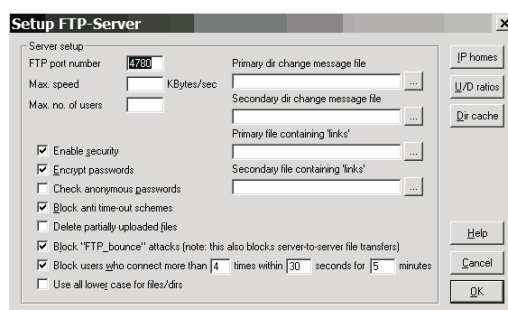 Setup FTP-Server
Server setup
FTP port number 4780
Max. speed KBytes/sec
Max. no. of users
Primary dir change message file
...
Secondary dir change message file
...
Primary file containing 'links'
...
Secondary file containing 'links'
...
Enable security
Encrypt passwords
Check anonymous passwords
Block anti time-out schemes
Delete partially uploaded files
Block "FTP_bounce" attacks (note: this also blocks server-to-server file transfers)
Block users who connect more than 4 times within 30 seconds for 5 minutes
Use all lower case for files/dirs
IP homes
U/D ratios
Dir cache
Help
Cancel
OK